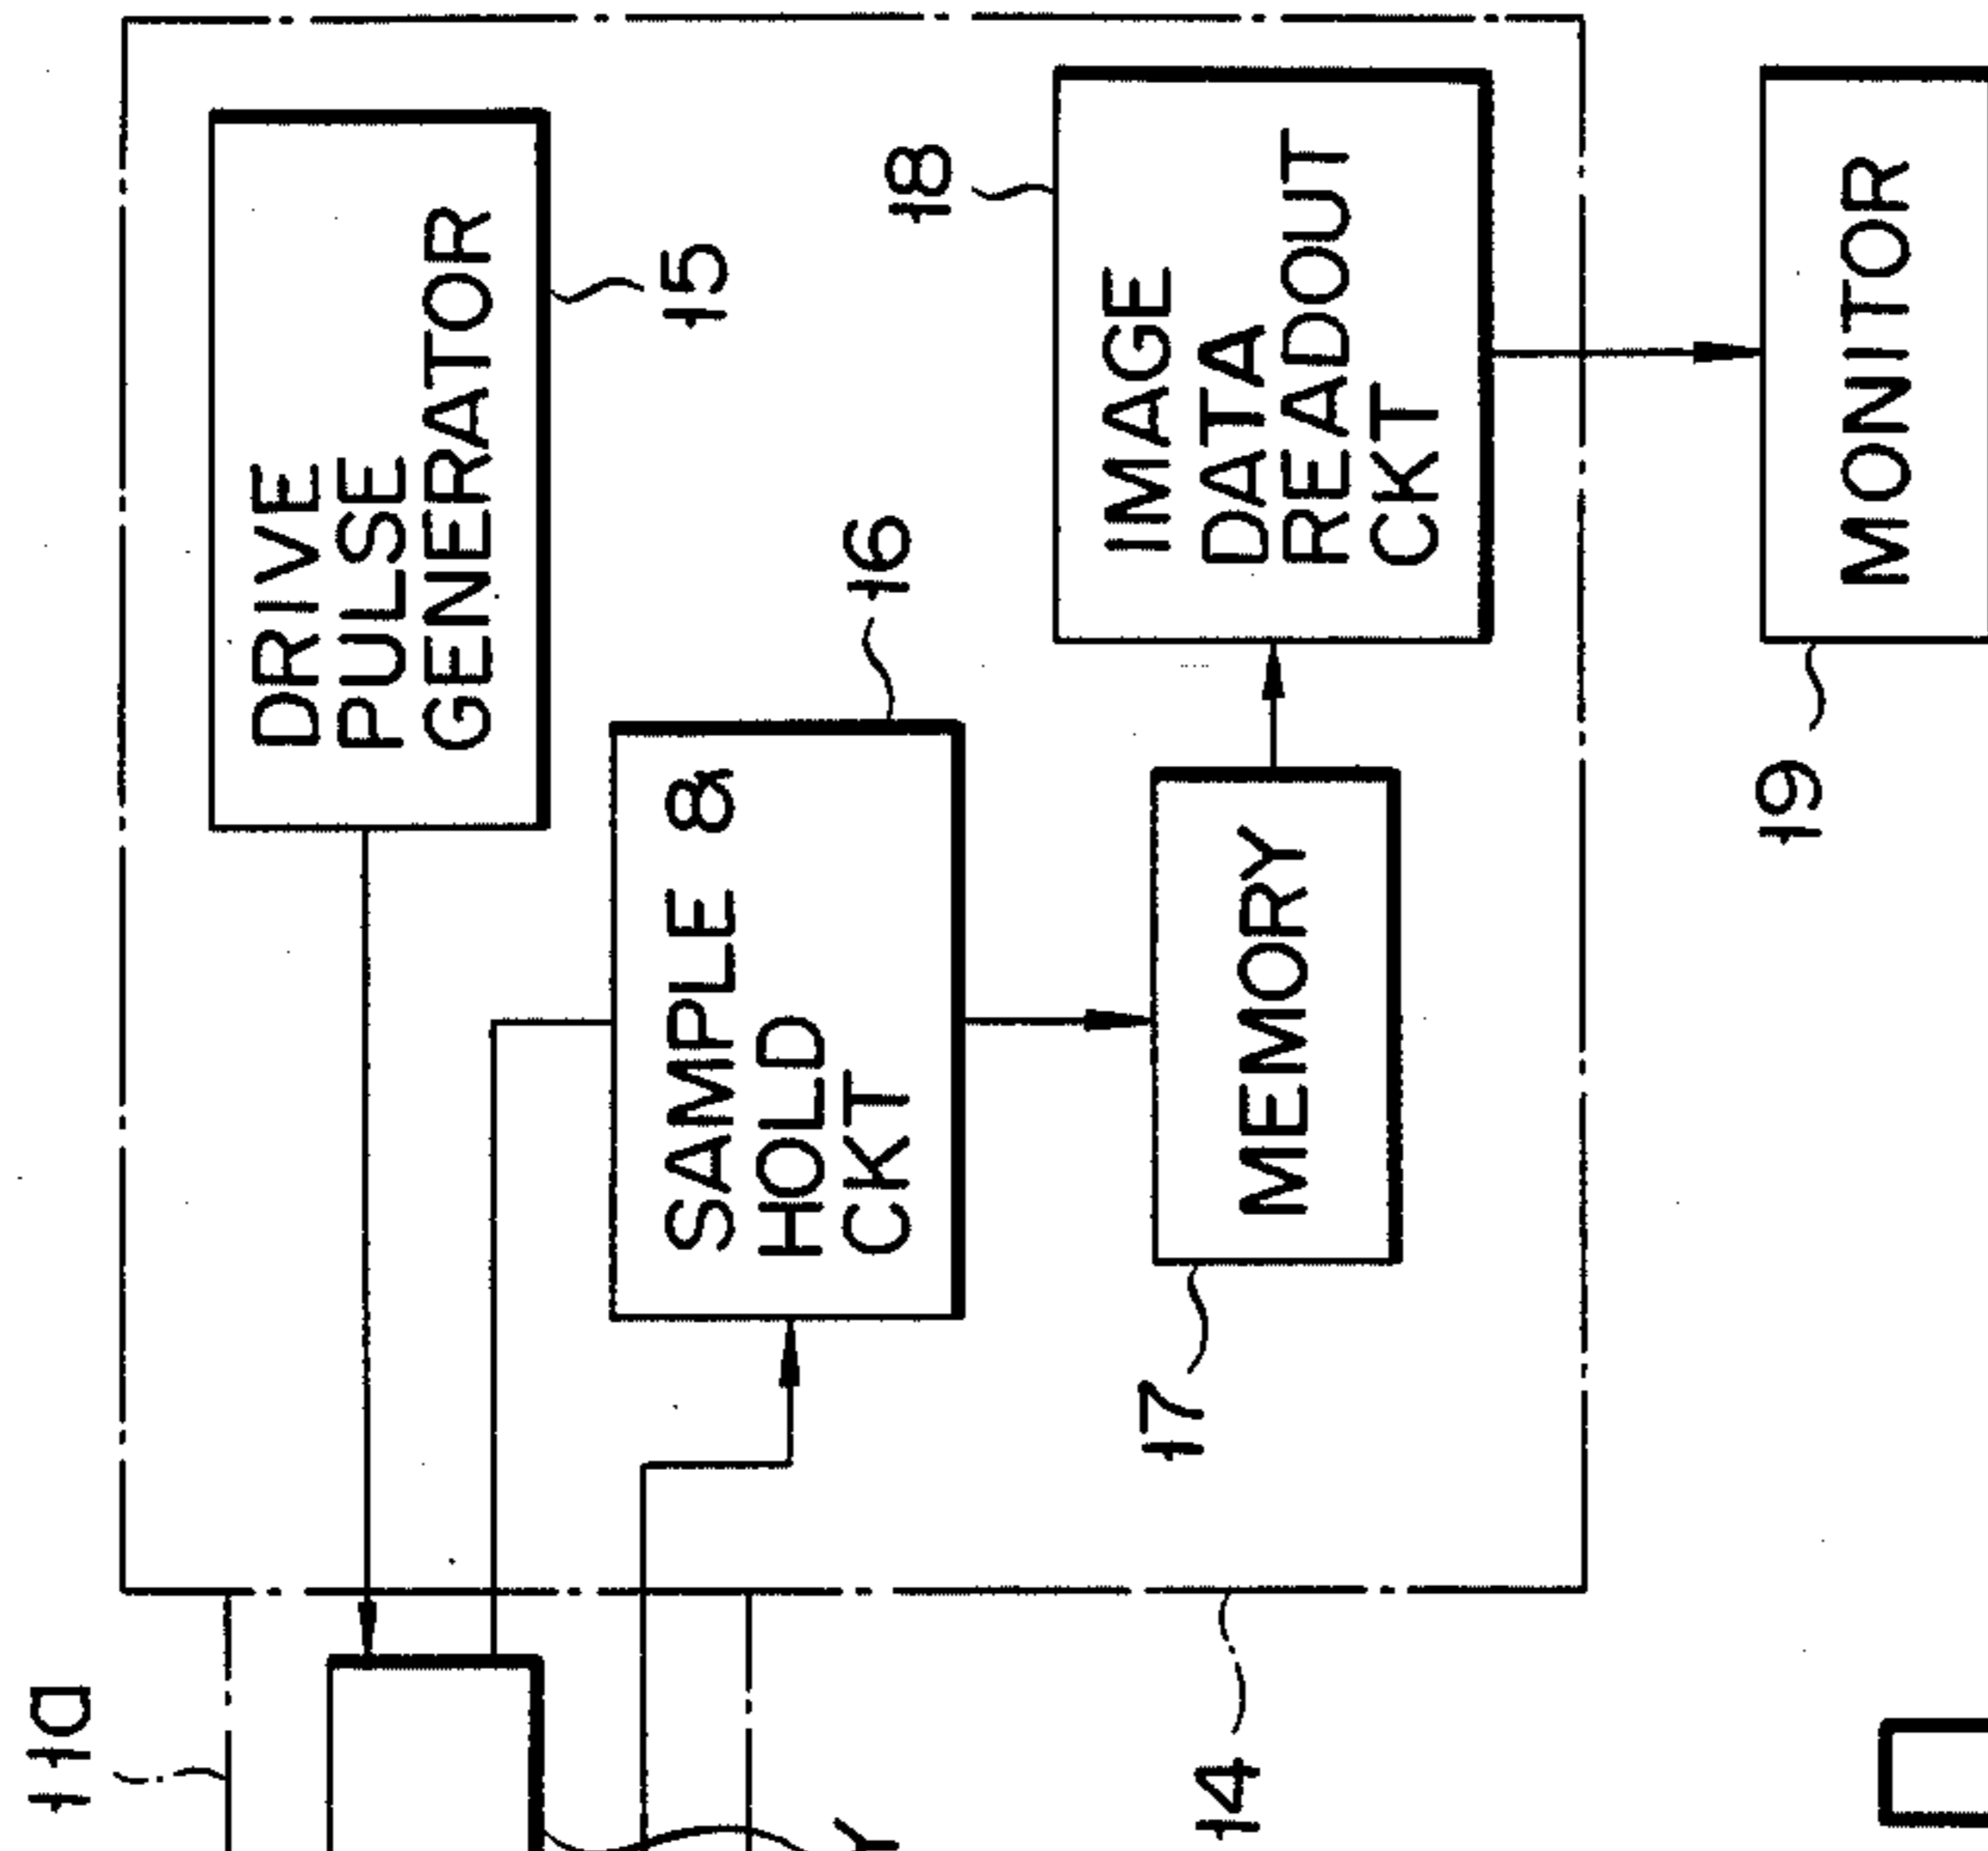 DRIVE
PULSE
GENERATOR
15
16
SAMPLE &
HOLD
CKT
18
IMAGE
DATA
READOUT
CKT
MEMORY
17
MONITOR
19
11a
14